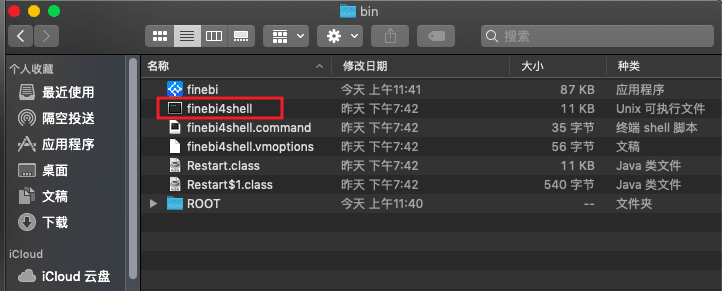 bin
搜索
个人收藏
最近使用
隔空投送
应用程序
桌面
文稿
下载
iCloud
iCloud 云盘
名称 修改日期 大小 种类
finebi 今天 上午11:41 87 KB 应用程序
finebi4shell 昨天 下午7:42 11 KB Unix 可执行文件
finebi4shell.command 昨天 下午7:42 35 字节 终端 shell 脚本
finebi4shell.vmoptions 昨天 下午7:42 56 字节 文稿
Restart.class 昨天 下午7:42 11 KB Java 类文件
Restart$1.class 昨天 下午7:42 540 字节 Java 类文件
ROOT 今天 上午11:40 -- 文件夹